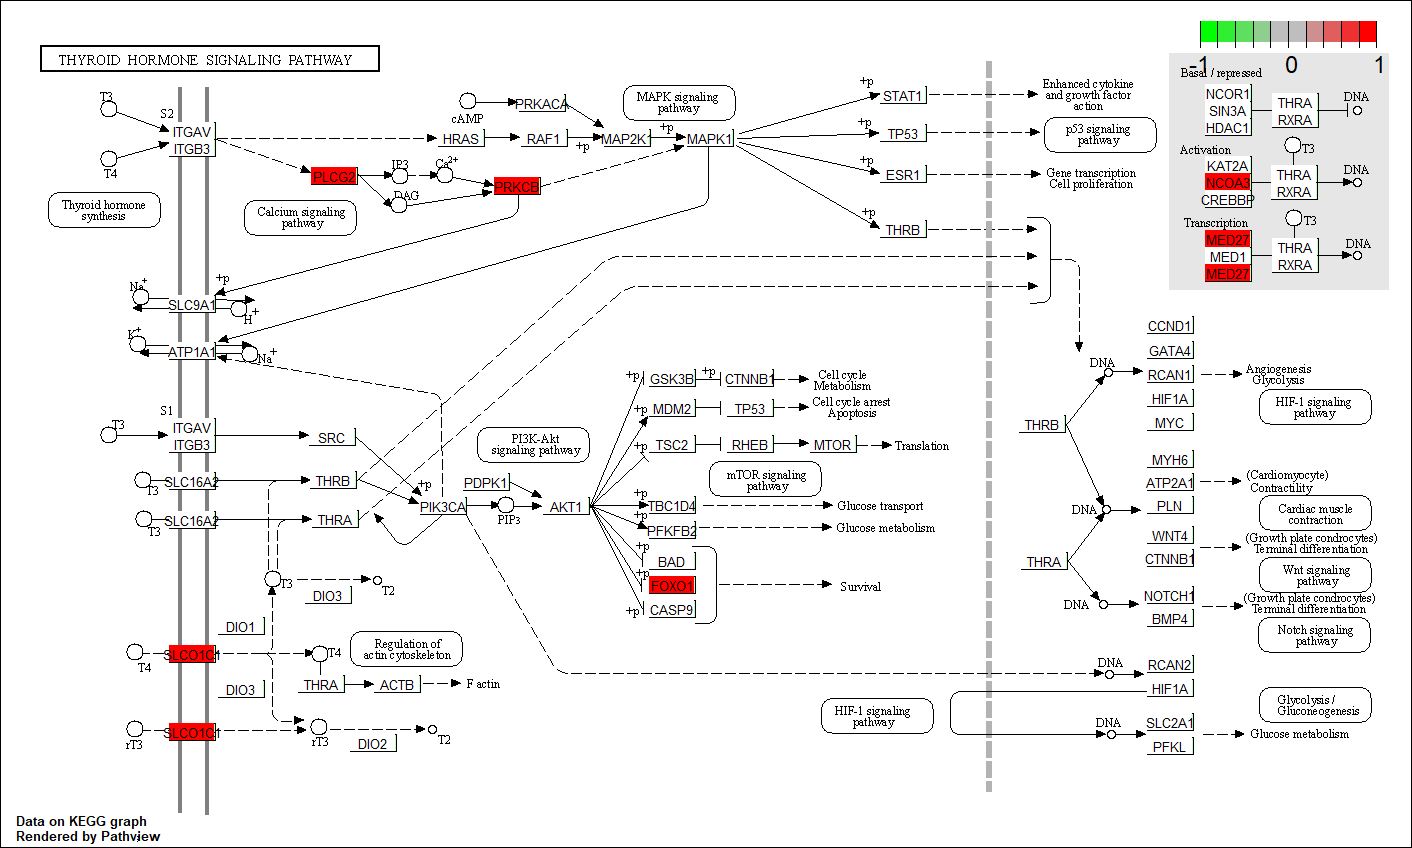 THYROID HORMONE SIGNALING PATHWAY
-1 0 1
T3
T4
S2
ITGAV
ITGB3
Thyroid hormone
synthesis
cAMP
PRKACA
MAPK signaling
pathway
HRAS
RAF1
+p
MAP2K1
+p
MAPK1
PLCG2
IP3
Ca2+
DAG
PRKCB
Calcium signaling
pathway
+p
STAT1
Enhanced cytokine
and growth factor
action
+p
TP53
p53 signaling
pathway
+p
ESR1
Gene transcription
Cell proliferation
+p
THRB
Basal / repressed
NCOR1
SIN3A
HDAC1
THRA
RXRA
DNA
Activation
T3
KAT2A
NCOA3
CREBBP
THRA
RXRA
DNA
Transcription
T3
MED27
MED1
MED27
THRA
RXRA
DNA
Na+
+p
SLC9A1
H+
K+
ATP1A1
Na+
S1
T3
ITGAV
ITGB3
SRC
T3
SLC16A2
THRB
T3
SLC16A2
THRA
+p
PIK3CA
PI3K-Akt
signaling pathway
PDPK1
PIP3
AKT1
+p
GSK3B
+p
CTNNB1
Cell cycle
Metabolism
+p
MDM2
TP53
Cell cycle arrest
Apoptosis
+p
TSC2
RHEB
MTOR
Translation
mTOR signaling
pathway
+p
TBC1D4
Glucose transport
+p
PFKFB2
Glucose metabolism
+p
BAD
+p
FOXO1
Survival
+p
CASP9
T3
T2
DIO3
DIO1
T4
SLCO1C1
T4
Regulation of
actin cytoskeleton
THRA
ACTB
F actin
DIO3
rT3
SLCO1C1
rT3
T2
DIO2
CCND1
GATA4
DNA
RCAN1
Angiogenesis
Glycolysis
HIF1A
HIF-1 signaling
pathway
MYC
THRB
MYH6
ATP2A1
(Cardiomyocyte)
Contractility
DNA
PLN
Cardiac muscle
contraction
WNT4
(Growth plate condrocytes)
Terminal differentiation
CTNNB1
THRA
Wnt signaling
pathway
DNA
NOTCH1
(Growth plate condrocytes)
Terminal differentiation
BMP4
Notch signaling
pathway
DNA
RCAN2
HIF1A
HIF-1 signaling
pathway
Glycolysis /
Gluconeogenesis
DNA
SLC2A1
Glucose metabolism
PFKL
Data on KEGG graph
Rendered by Pathview